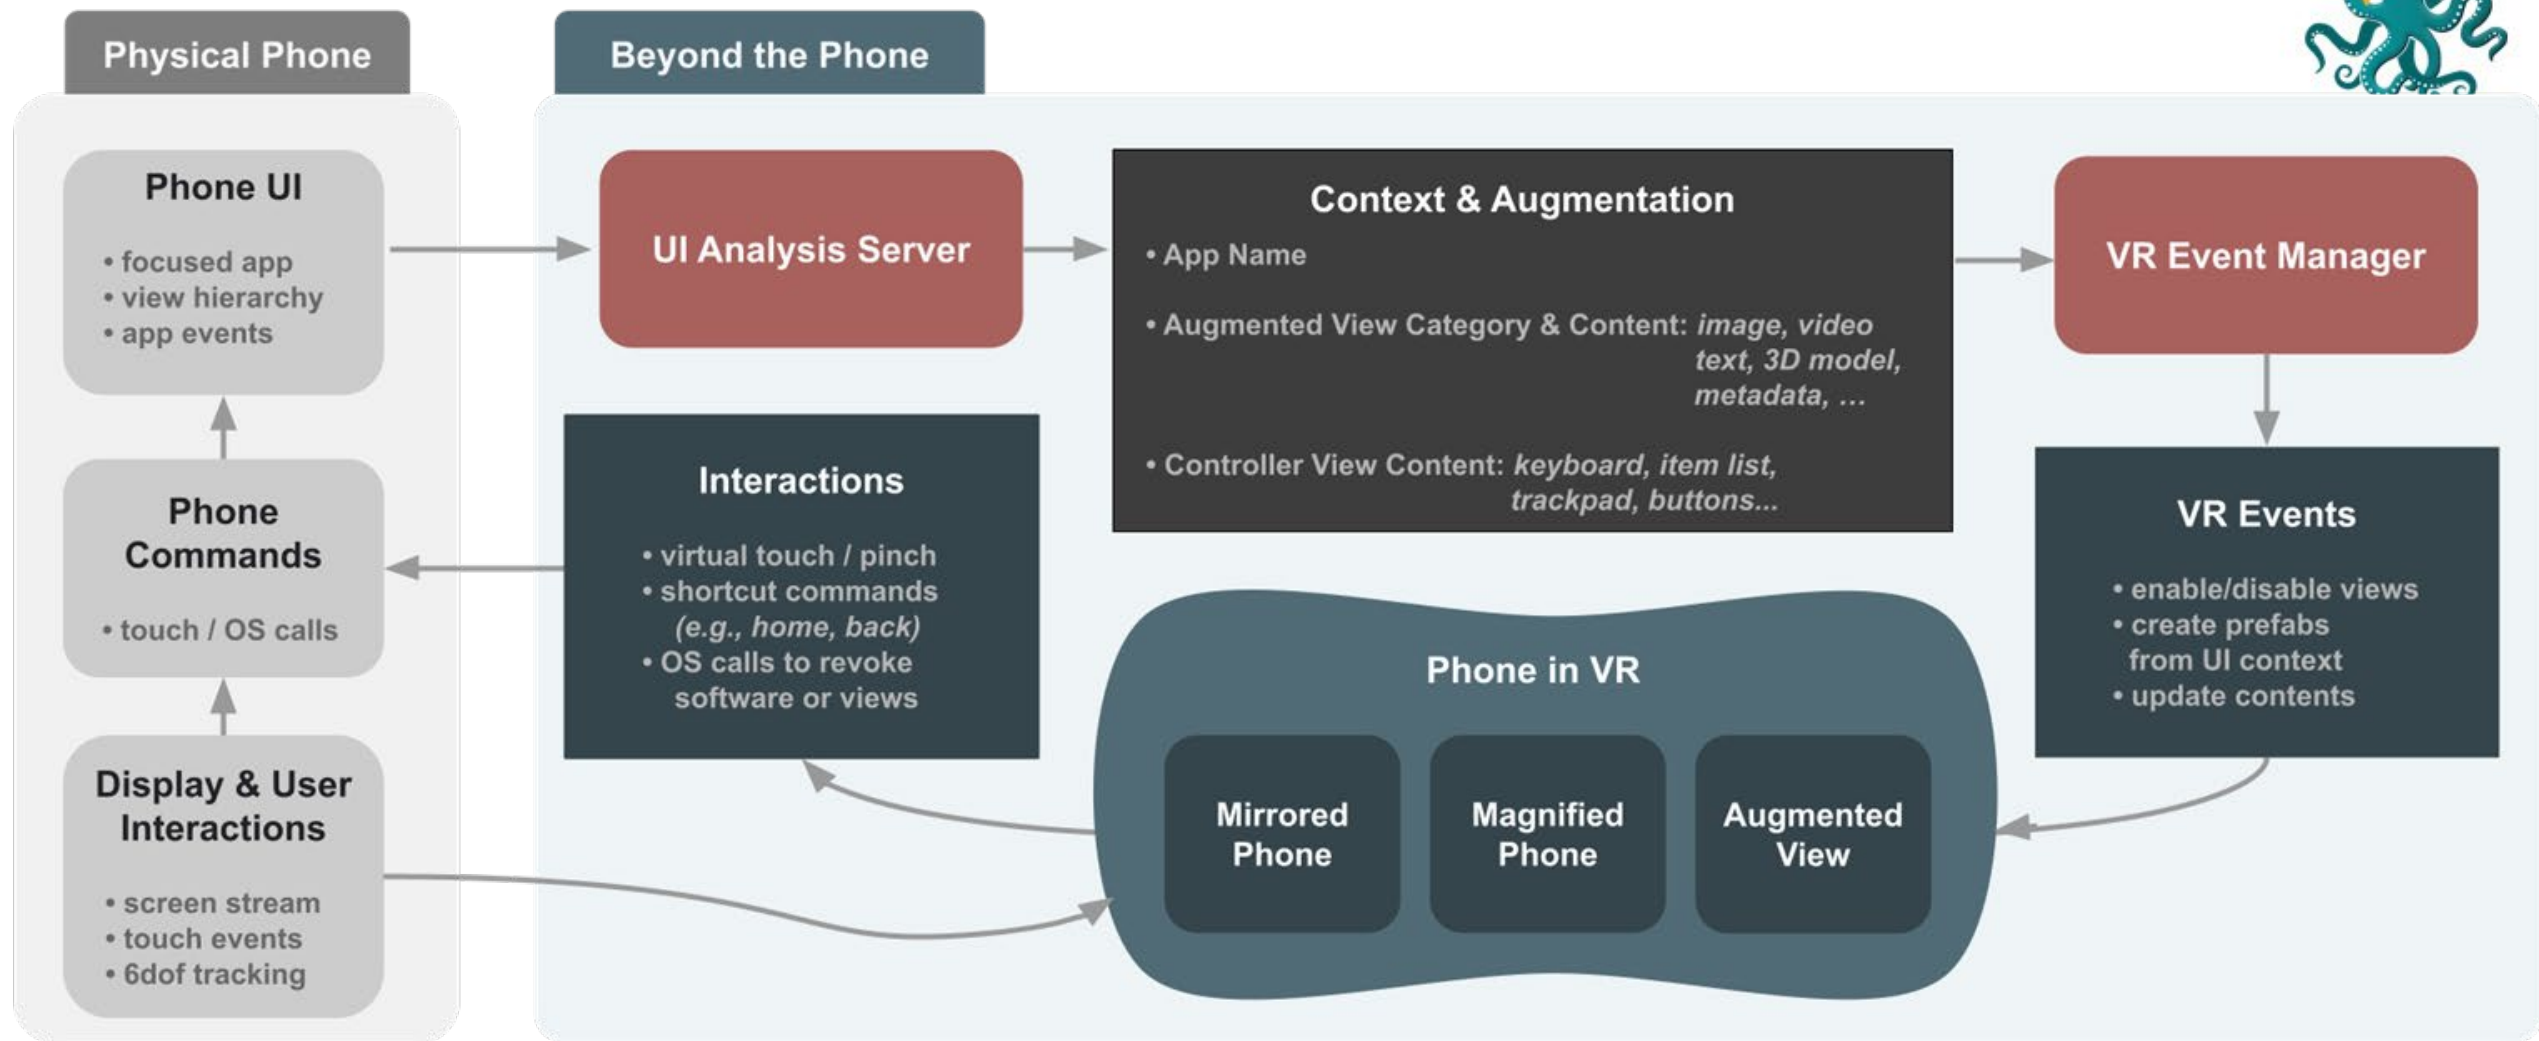 Physical Phone
Beyond the Phone
Phone UI
• focused app
• view hierarchy
• app events
Phone
Commands
• touch / OS calls
Display & User
Interactions
• screen stream
• touch events
• 6dof tracking
UI Analysis Server
Context & Augmentation
• App Name
• Augmented View Category & Content: image, video
text, 3D model,
metadata, ...
• Controller View Content: keyboard, item list,
trackpad, buttons...
VR Event Manager
Interactions
• virtual touch / pinch
• shortcut commands
(e.g., home, back)
• OS calls to revoke
software or views
VR Events
• enable/disable views
• create prefabs
from UI context
• update contents
Phone in VR
Mirrored
Phone
Magnified
Phone
Augmented
View